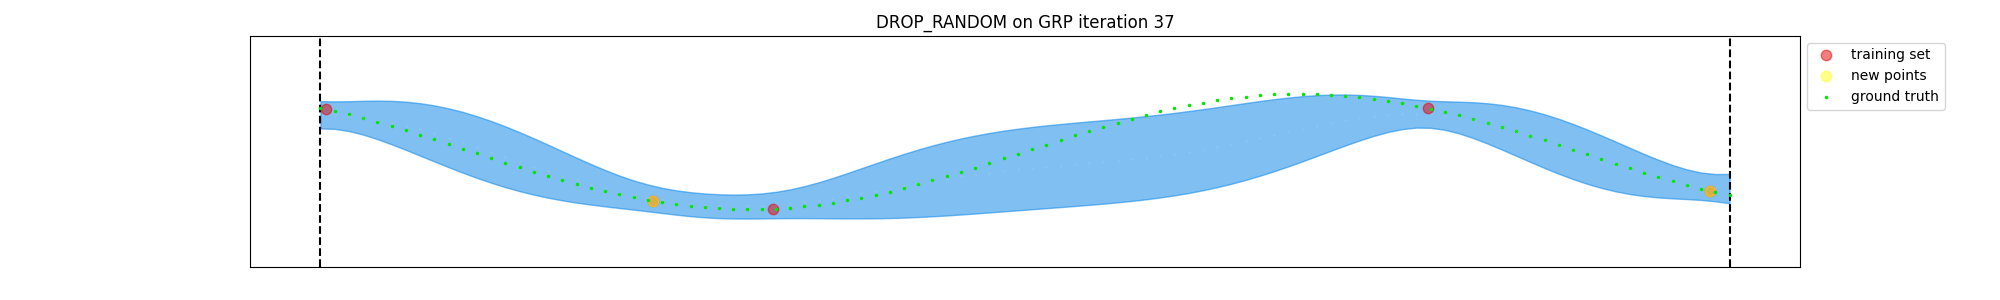 DROP_RANDOM on GRP iteration 37
training set
new points
ground truth